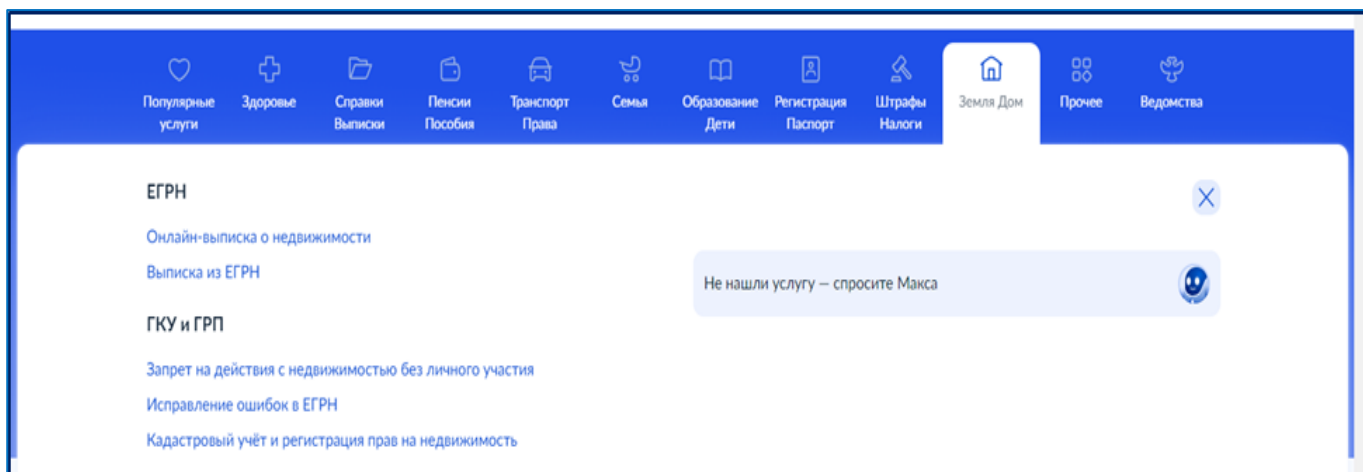 Популярные услуги
Здоровье
Справки Выписки
Пенсии Пособия
Транспорт Права
Семья
Образование Дети
Регистрация Паспорт
Штрафы Налоги
Земля Дом
Прочее
Ведомства
ЕГРН
Онлайн-выписка о недвижимости
Выписка из ЕГРН
Не нашли услугу — спросите Макса
ГКУ и ГРП
Запрет на действия с недвижимостью без личного участия
Исправление ошибок в ЕГРН
Кадастровый учёт и регистрация прав на недвижимость